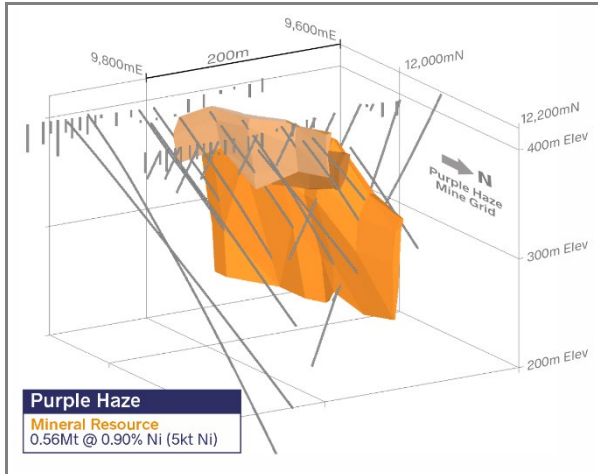 9,600mE
200m
9,800mE
12,000mN
12,200mN
400m Elev
N
Purple Haze
Mine Grid
300m Elev
200m Elev
Purple Haze
Mineral Resource
0.56Mt @ 0.90% Ni (5kt Ni)